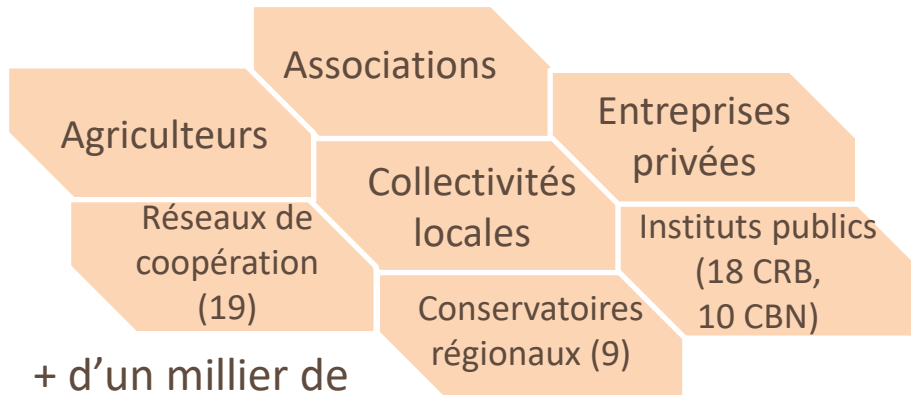 Associations
Agriculteurs
Entreprises
privées
Collectivités
locales
Réseaux de
coopération
(19)
Instituts publics
(18 CRB,
10 CBN)
Conservatoires
régionaux (9)
+ d’un millier de